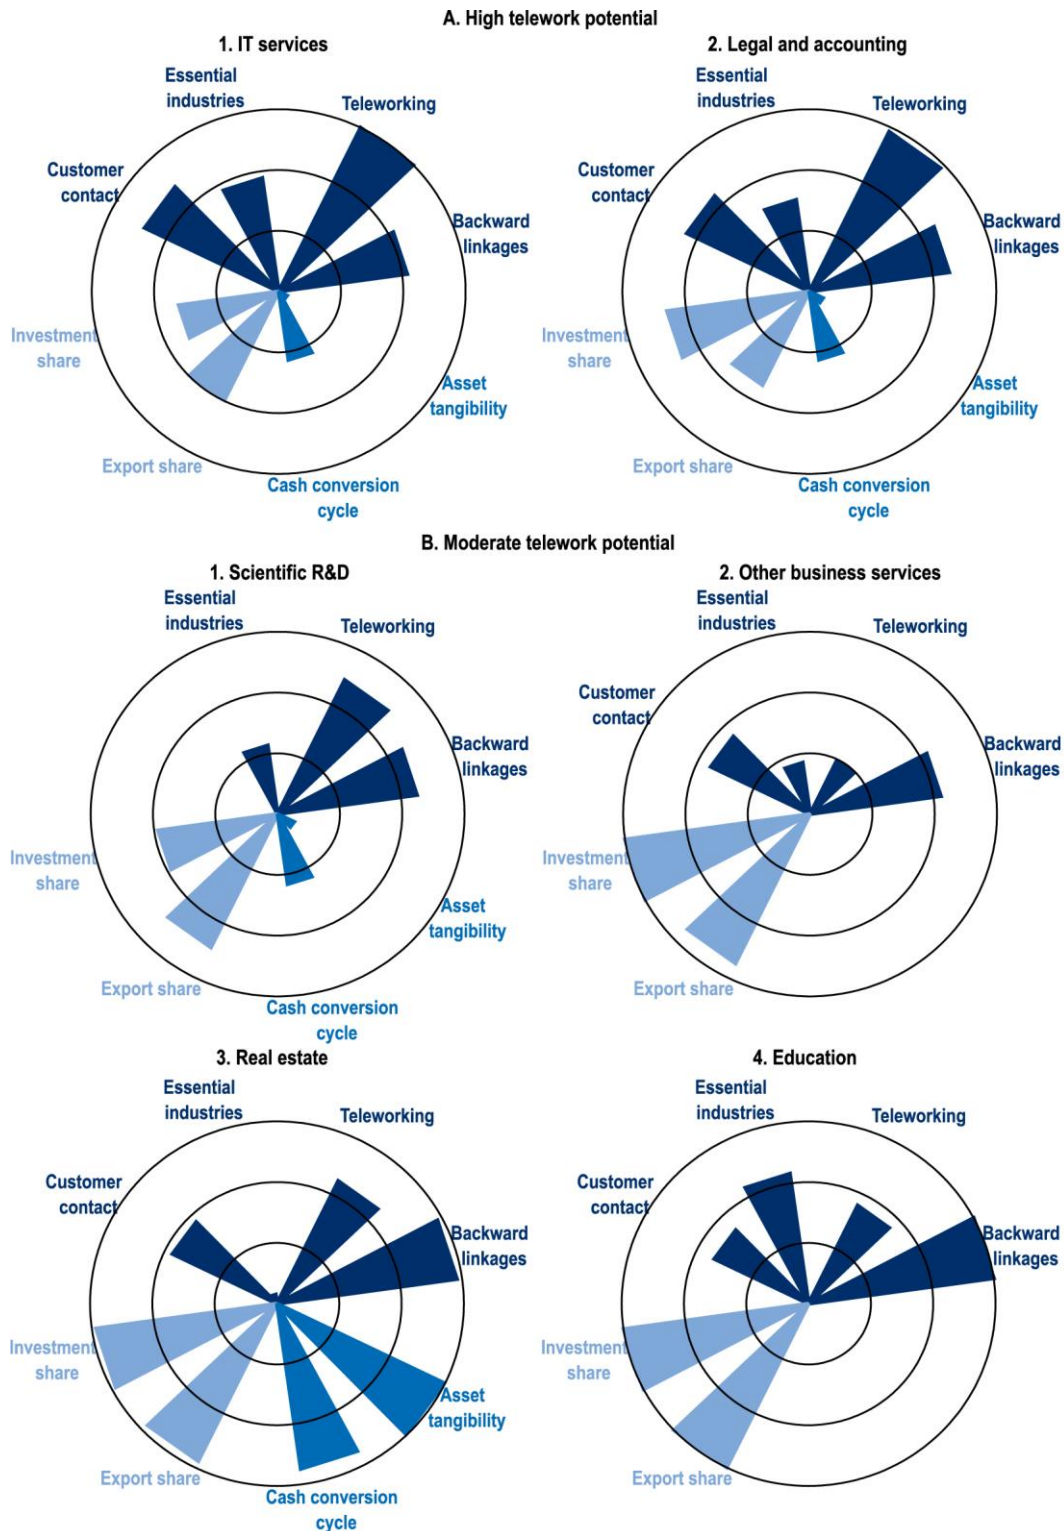 A. High telework potential
1. IT services
Essential
industries
Teleworking
Customer
contact
Backward
linkages
Investment
share
Asset
tangibility
Export share
Cash conversion
cycle
2. Legal and accounting
Essential
industries
Teleworking
Customer
contact
Backward
linkages
Investment
share
Asset
tangibility
Export share
Cash conversion
cycle
B. Moderate telework potential
1. Scientific R&D
Essential
industries
Teleworking
Backward
linkages
Investment
share
Asset
tangibility
Export share
Cash conversion
cycle
2. Other business services
Essential
industries
Teleworking
Customer
contact
Backward
linkages
Investment
share
Export share
3. Real estate
Essential
industries
Teleworking
Customer
contact
Backward
linkages
Investment
share
Asset
tangibility
Export share
Cash conversion
cycle
4. Education
Essential
industries
Teleworking
Customer
contact
Backward
linkages
Investment
share
Export share